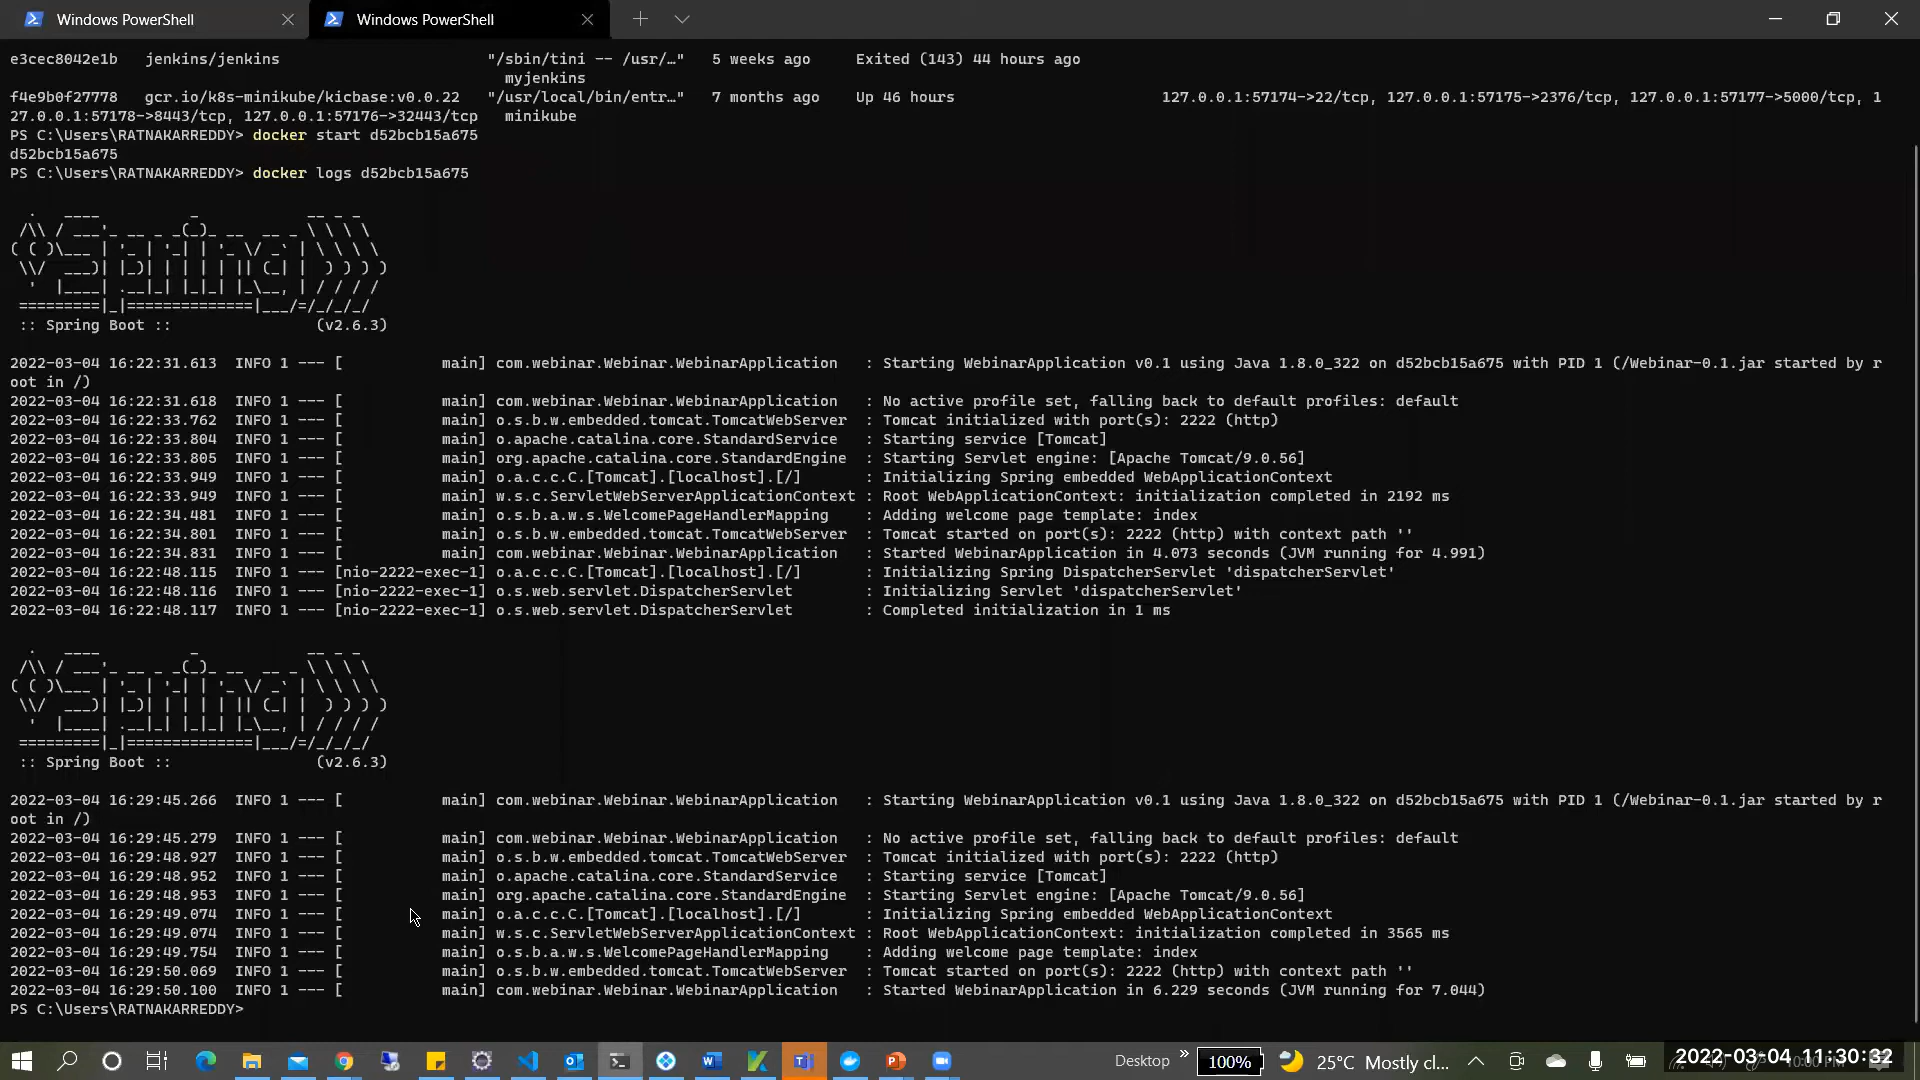 Windows PowerShell
Windows PowerShell
e3cec8042e1b   jenkins/jenkins                       "/sbin/tini -- /usr/…"   5 weeks ago     Exited (143) 44 hours ago
myjenkins
f4e9b0f27778   gcr.io/k8s-minikube/kicbase:v0.0.22   "/usr/local/bin/entr…"   7 months ago    Up 46 hours                       127.0.0.1:57174->22/tcp, 127.0.0.1:57175->2376/tcp, 127.0.0.1:57177->5000/tcp, 1
27.0.0.1:57178->8443/tcp, 127.0.0.1:57176->32443/tcp   minikube
PS C:\Users\RATNAKARREDDY> docker start d52bcb15a675
d52bcb15a675
PS C:\Users\RATNAKARREDDY> docker logs d52bcb15a675
:: Spring Boot ::                (v2.6.3)
2022-03-04 16:22:31.613  INFO 1 --- [           main] com.webinar.Webinar.WebinarApplication   : Starting WebinarApplication v0.1 using Java 1.8.0_322 on d52bcb15a675 with PID 1 (/Webinar-0.1.jar started by r
oot in /)
2022-03-04 16:22:31.618  INFO 1 --- [           main] com.webinar.Webinar.WebinarApplication   : No active profile set, falling back to default profiles: default
2022-03-04 16:22:33.762  INFO 1 --- [           main] o.s.b.w.embedded.tomcat.TomcatWebServer  : Tomcat initialized with port(s): 2222 (http)
2022-03-04 16:22:33.804  INFO 1 --- [           main] o.apache.catalina.core.StandardService   : Starting service [Tomcat]
2022-03-04 16:22:33.805  INFO 1 --- [           main] org.apache.catalina.core.StandardEngine  : Starting Servlet engine: [Apache Tomcat/9.0.56]
2022-03-04 16:22:33.949  INFO 1 --- [           main] o.a.c.c.C.[Tomcat].[localhost].[/]       : Initializing Spring embedded WebApplicationContext
2022-03-04 16:22:33.949  INFO 1 --- [           main] w.s.c.ServletWebServerApplicationContext : Root WebApplicationContext: initialization completed in 2192 ms
2022-03-04 16:22:34.481  INFO 1 --- [           main] o.s.b.a.w.s.WelcomePageHandlerMapping    : Adding welcome page template: index
2022-03-04 16:22:34.801  INFO 1 --- [           main] o.s.b.w.embedded.tomcat.TomcatWebServer  : Tomcat started on port(s): 2222 (http) with context path ''
2022-03-04 16:22:34.831  INFO 1 --- [           main] com.webinar.Webinar.WebinarApplication   : Started WebinarApplication in 4.073 seconds (JVM running for 4.991)
2022-03-04 16:22:48.115  INFO 1 --- [nio-2222-exec-1] o.a.c.c.C.[Tomcat].[localhost].[/]       : Initializing Spring DispatcherServlet 'dispatcherServlet'
2022-03-04 16:22:48.116  INFO 1 --- [nio-2222-exec-1] o.s.web.servlet.DispatcherServlet        : Initializing Servlet 'dispatcherServlet'
2022-03-04 16:22:48.117  INFO 1 --- [nio-2222-exec-1] o.s.web.servlet.DispatcherServlet        : Completed initialization in 1 ms
:: Spring Boot ::                (v2.6.3)
2022-03-04 16:29:45.266  INFO 1 --- [           main] com.webinar.Webinar.WebinarApplication   : Starting WebinarApplication v0.1 using Java 1.8.0_322 on d52bcb15a675 with PID 1 (/Webinar-0.1.jar started by r
oot in /)
2022-03-04 16:29:45.279  INFO 1 --- [           main] com.webinar.Webinar.WebinarApplication   : No active profile set, falling back to default profiles: default
2022-03-04 16:29:48.927  INFO 1 --- [           main] o.s.b.w.embedded.tomcat.TomcatWebServer  : Tomcat initialized with port(s): 2222 (http)
2022-03-04 16:29:48.952  INFO 1 --- [           main] o.apache.catalina.core.StandardService   : Starting service [Tomcat]
2022-03-04 16:29:48.953  INFO 1 --- [           main] org.apache.catalina.core.StandardEngine  : Starting Servlet engine: [Apache Tomcat/9.0.56]
2022-03-04 16:29:49.074  INFO 1 --- [           main] o.a.c.c.C.[Tomcat].[localhost].[/]       : Initializing Spring embedded WebApplicationContext
2022-03-04 16:29:49.074  INFO 1 --- [           main] w.s.c.ServletWebServerApplicationContext : Root WebApplicationContext: initialization completed in 3565 ms
2022-03-04 16:29:49.754  INFO 1 --- [           main] o.s.b.a.w.s.WelcomePageHandlerMapping    : Adding welcome page template: index
2022-03-04 16:29:50.069  INFO 1 --- [           main] o.s.b.w.embedded.tomcat.TomcatWebServer  : Tomcat started on port(s): 2222 (http) with context path ''
2022-03-04 16:29:50.100  INFO 1 --- [           main] com.webinar.Webinar.WebinarApplication   : Started WebinarApplication in 6.229 seconds (JVM running for 7.044)
PS C:\Users\RATNAKARREDDY>
Desktop » 100% 25°C Mostly cl... 2022-03-04 11:30:32